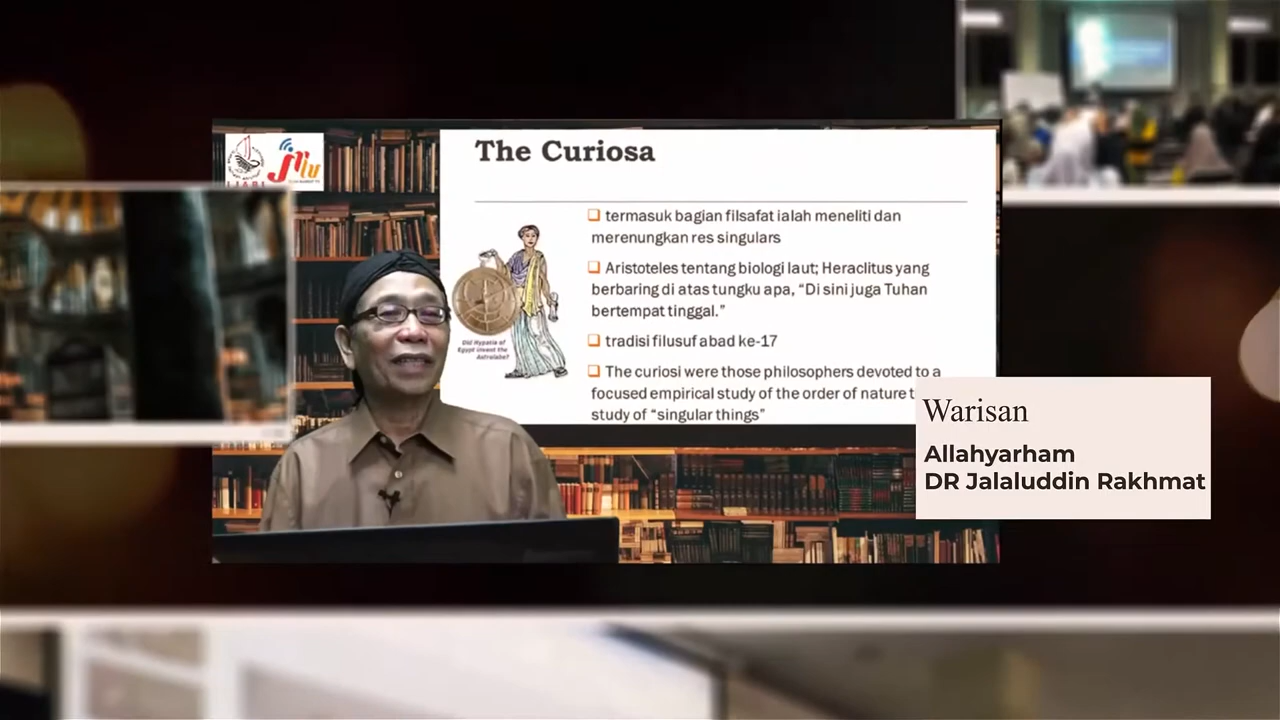 The Curiosa
termasuk bagian filsafat ialah meneliti dan
merenungkan res singulars
Aristoteles tentang biologi laut; Heraclitus yang
berbaring di atas tungku apa, “Di sini juga Tuhan
bertempat tinggal.”
tradisi filusuf abad ke-17
The curiosi were those philosophers devoted to a
focused empirical study of the order of nature t
study of “singular things”
Did Hypatia of
Egypt invent the
Astrolabe?
Warisan
Allahyarham
DR Jalaluddin Rakhmat